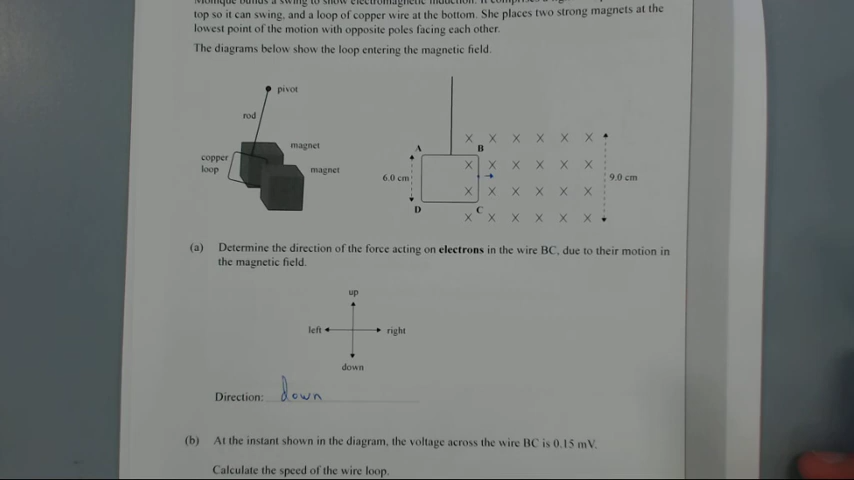 top so it can swing, and a loop of copper wire at the bottom. She places two strong magnets at the
lowest point of the motion with opposite poles facing each other.
The diagrams below show the loop entering the magnetic field.
pivot
rod
magnet
copper
loop
magnet
A
B
6.0 cm
9.0 cm
D
C
X X X X X X
X X X X X X
X X X X X X
X X X X X X
(a) Determine the direction of the force acting on electrons in the wire BC, due to their motion in
the magnetic field.
up
left
right
down
Direction: down
(b) At the instant shown in the diagram, the voltage across the wire BC is 0.15 mV.
Calculate the speed of the wire loop.